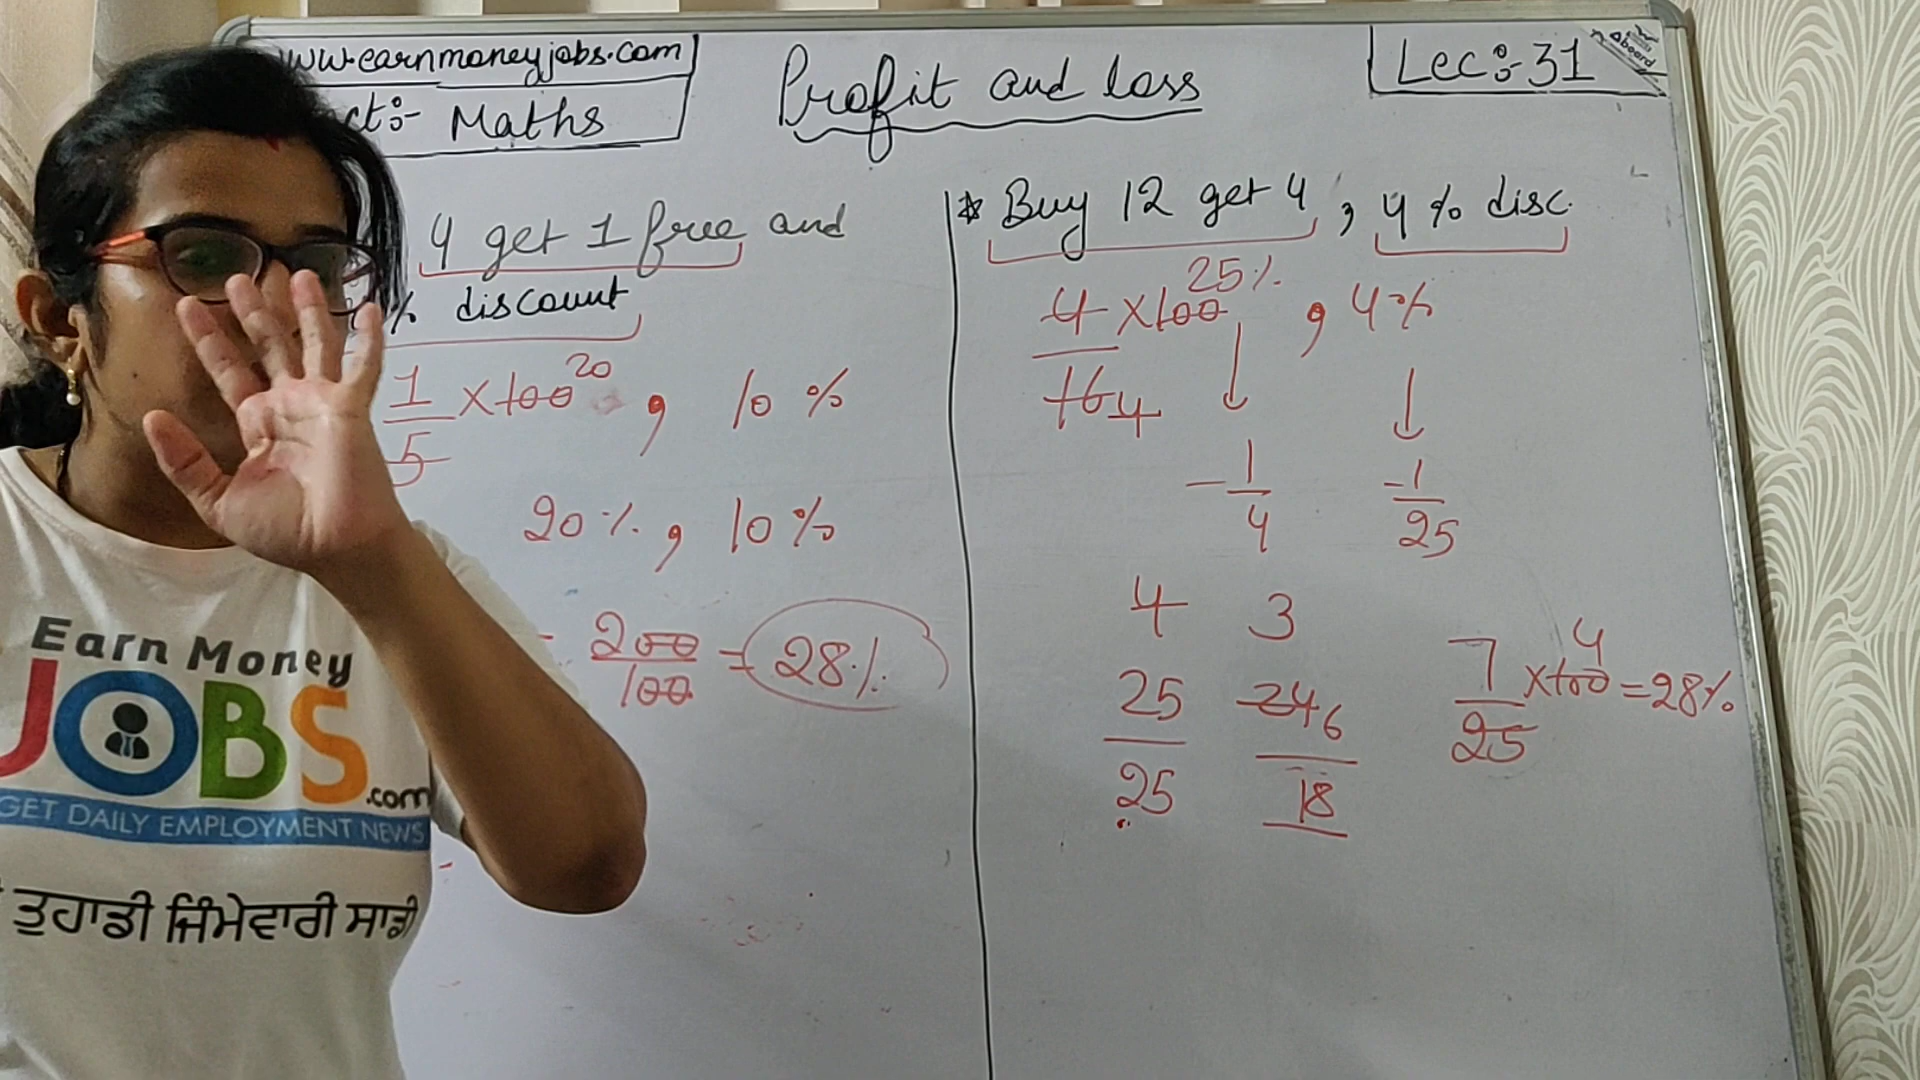 www.earnmoneyjobs.com
Maths
Profit and loss
Lec:-31
4 get 1 free and
% discount
1/5 × 100 20 , 10 %
20% , 10 %
- 200/100 = 28%
* Buy 12 get 4 , 4 % disc.
4/16 4 × 100 25% , 4%
- 1/4 - 1/25
4 3
25 24 6
25 18
7/25 × 100 4 = 28%
Earn Money
JOBS
.com
GET DAILY EMPLOYMENT NEWS
ਤੁਹਾਡੀ ਜਿੰਮੇਵਾਰੀ ਸਾਡੀ